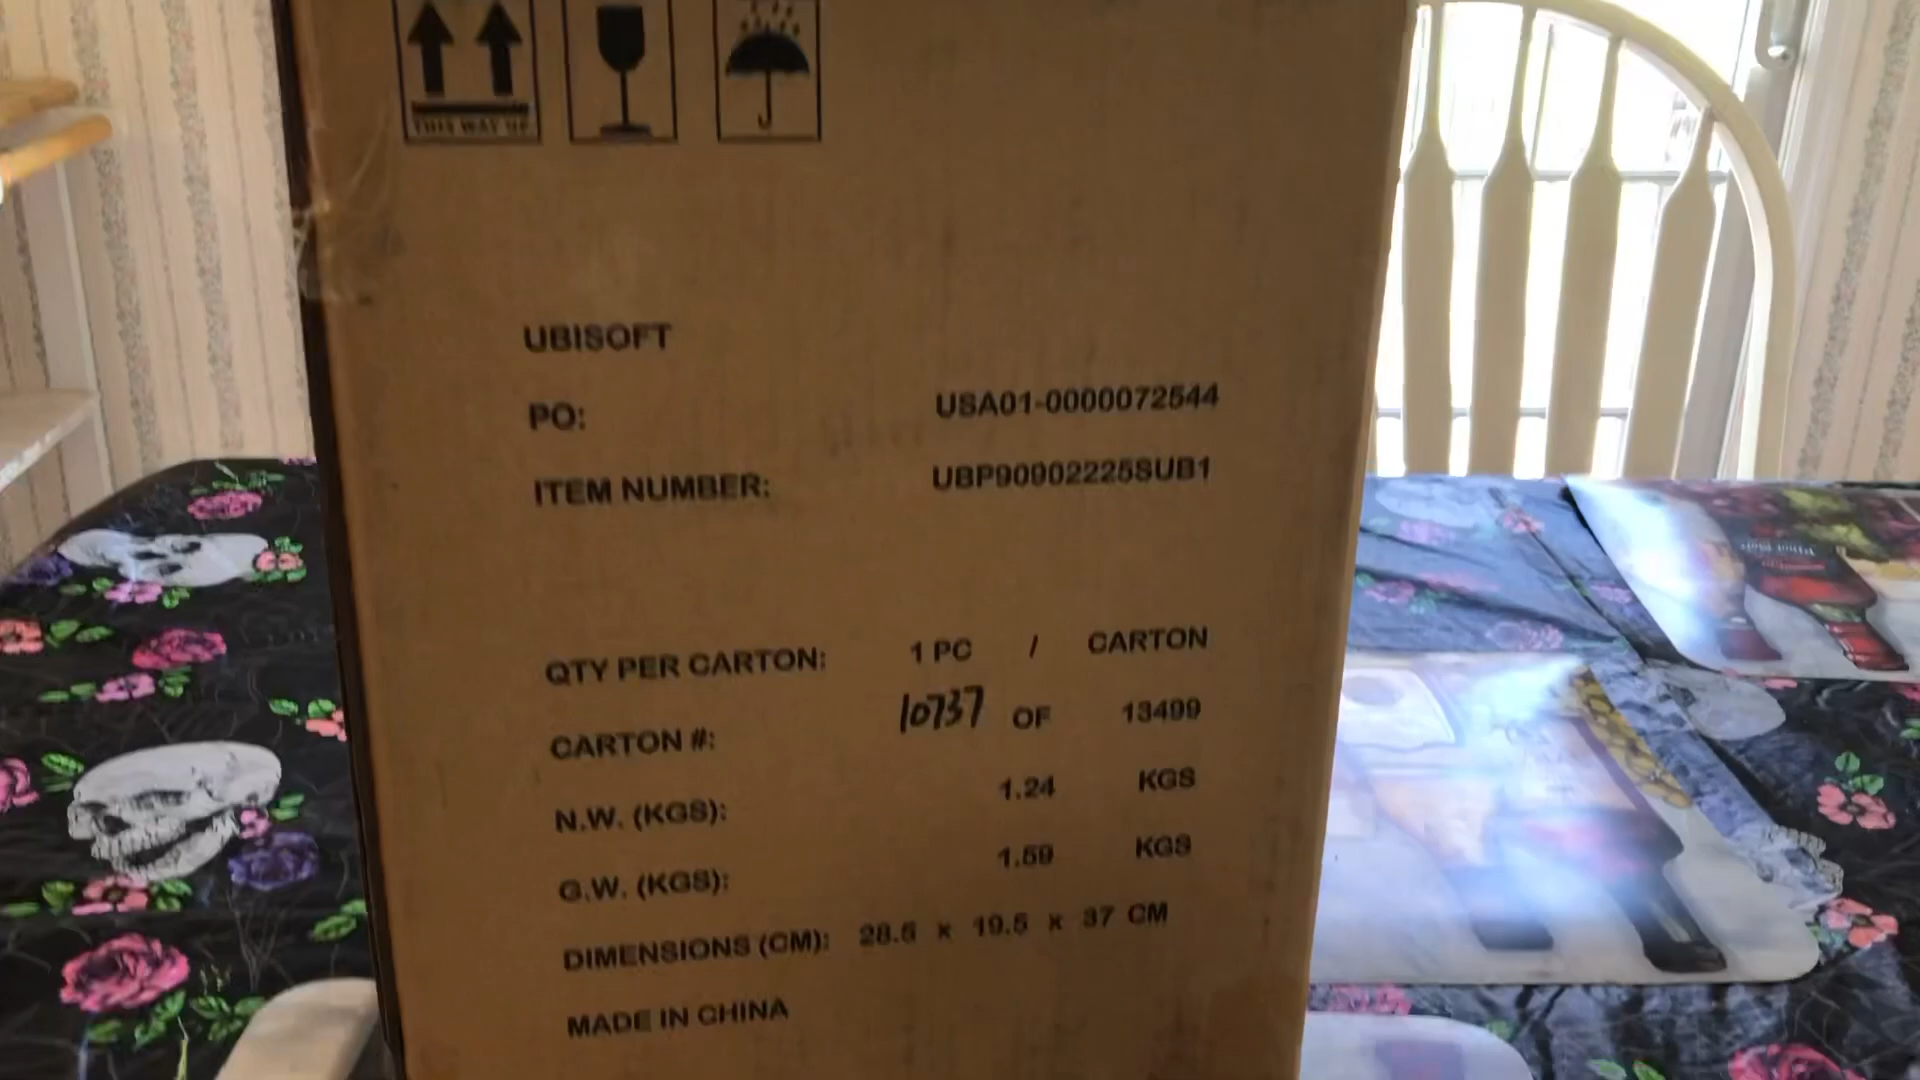 THIS WAY UP
UBISOFT
PO: USA01-0000072544
ITEM NUMBER: UBP90902225SUB1
QTY PER CARTON: 1 PC / CARTON
CARTON #: 10737 OF 13499
N.W. (KGS): 1.24 KGS
G.W. (KGS): 1.59 KGS
DIMENSIONS (CM): 28.5 x 19.5 x 37 CM
MADE IN CHINA